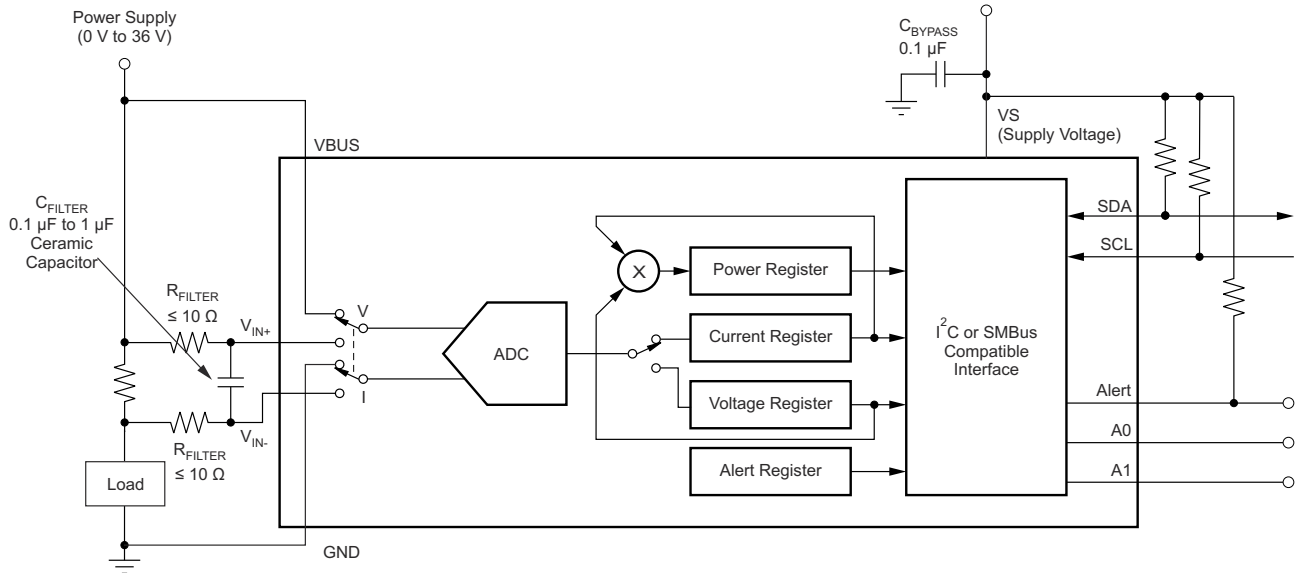 Power Supply
(0 V to 36 V)
C_BYPASS
0.1 µF
VS
(Supply Voltage)
VBUS
C_FILTER
0.1 µF to 1 µF
Ceramic
Capacitor
R_FILTER
≤ 10 Ω
V_IN+
V
I
V_IN-
R_FILTER
≤ 10 Ω
Load
GND
ADC
X
Power Register
Current Register
Voltage Register
Alert Register
I²C or SMBus
Compatible
Interface
SDA
SCL
Alert
A0
A1